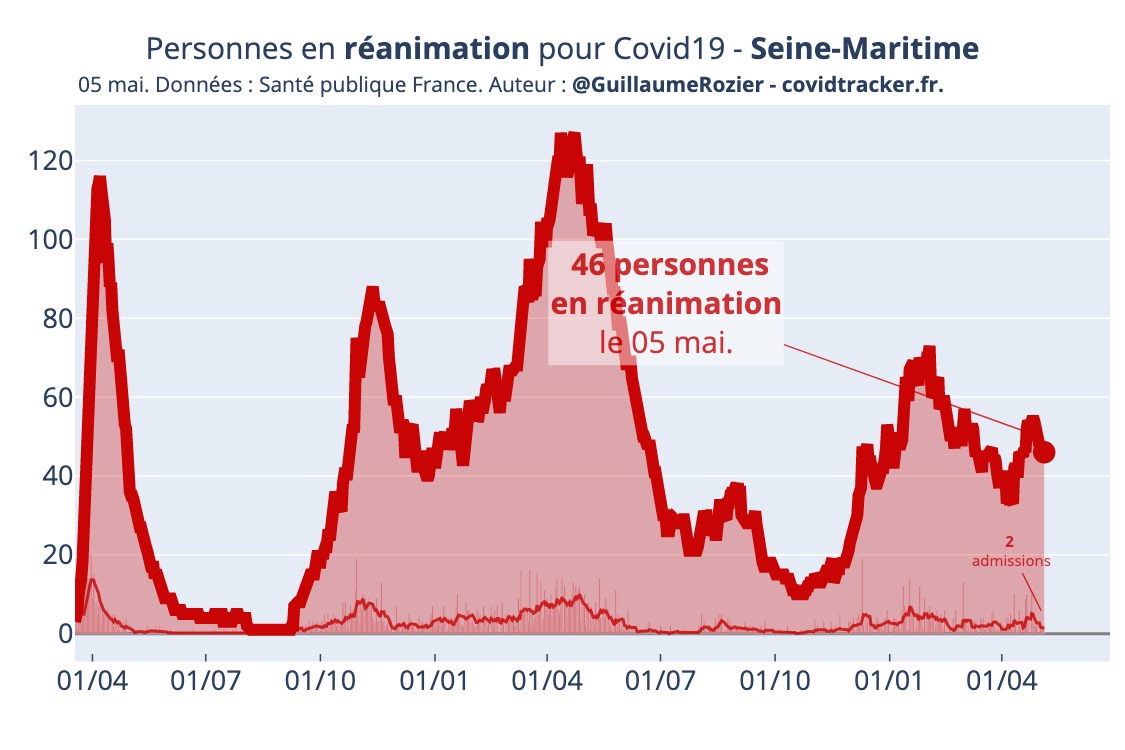 Personnes en réanimation pour Covid19 - Seine-Maritime
05 mai. Données : Santé publique France. Auteur : @GuillaumeRozier - covidtracker.fr.
120
100
80
60
40
20
0
46 personnes
en réanimation
le 05 mai.
2
admissions
01/04 01/07 01/10 01/01 01/04 01/07 01/10 01/01 01/04